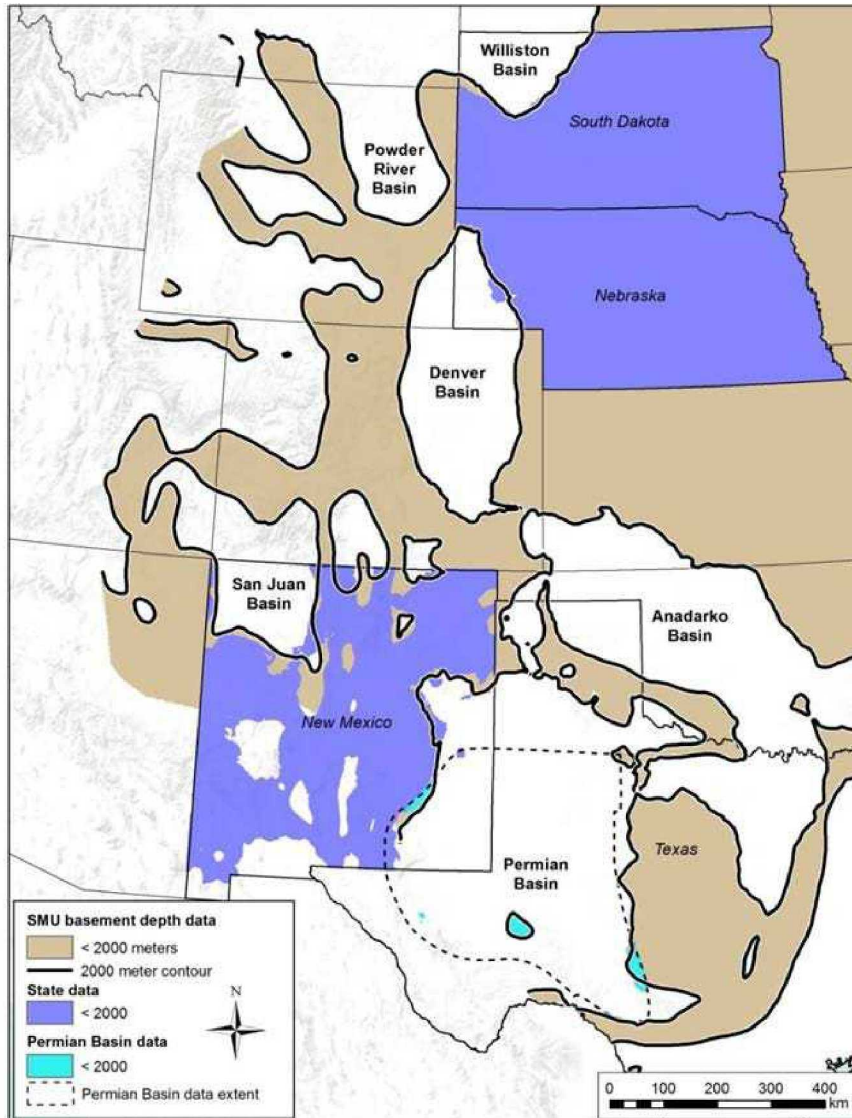 Williston
Basin
South Dakota
Powder
River
Basin
Nebraska
Denver
Basin
San Juan
Basin
Anadarko
Basin
New Mexico
Texas
Permian
Basin
SMU basement depth data
< 2000 meters
2000 meter contour
State data
< 2000
N
Permian Basin data
< 2000
Permian Basin data extent
0 50 100 200 300 400
km